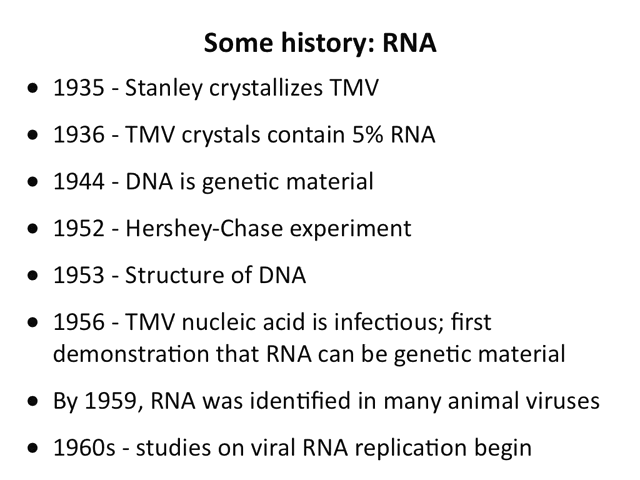 Some history: RNA
• 1935 - Stanley crystallizes TMV
• 1936 - TMV crystals contain 5% RNA
• 1944 - DNA is genetic material
• 1952 - Hershey-Chase experiment
• 1953 - Structure of DNA
• 1956 - TMV nucleic acid is infectious; first
demonstration that RNA can be genetic material
• By 1959, RNA was identified in many animal viruses
• 1960s - studies on viral RNA replication begin